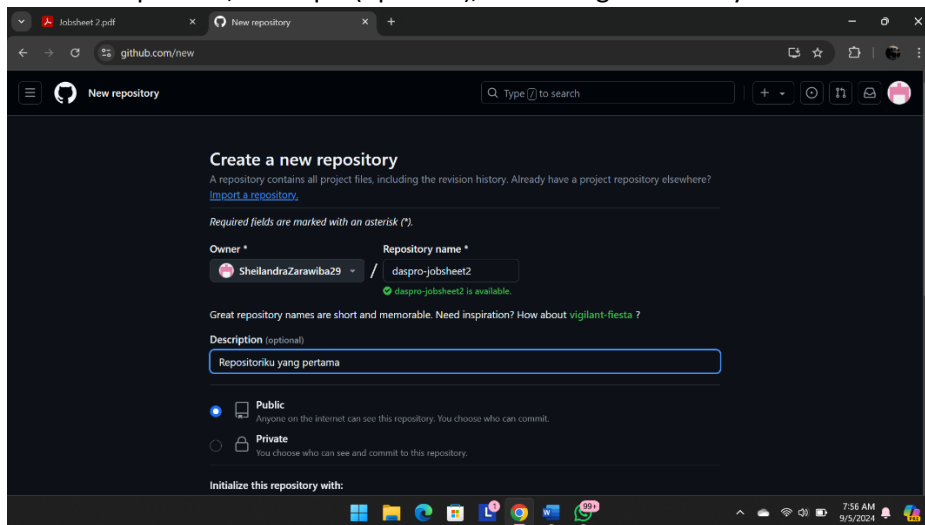 Jobsheet 2.pdf
New repository
github.com/new
New repository
Type / to search
Create a new repository
A repository contains all project files, including the revision history. Already have a project repository elsewhere?
Import a repository.
Required fields are marked with an asterisk (*).
Owner * Repository name *
SheilandraZarawiba29 / daspro-jobsheet2
daspro-jobsheet2 is available.
Great repository names are short and memorable. Need inspiration? How about vigilant-fiesta ?
Description (optional)
Repositoriku yang pertama
Public
Anyone on the internet can see this repository. You choose who can commit.
Private
You choose who can see and commit to this repository.
Initialize this repository with:
99+
7:56 AM
9/5/2024